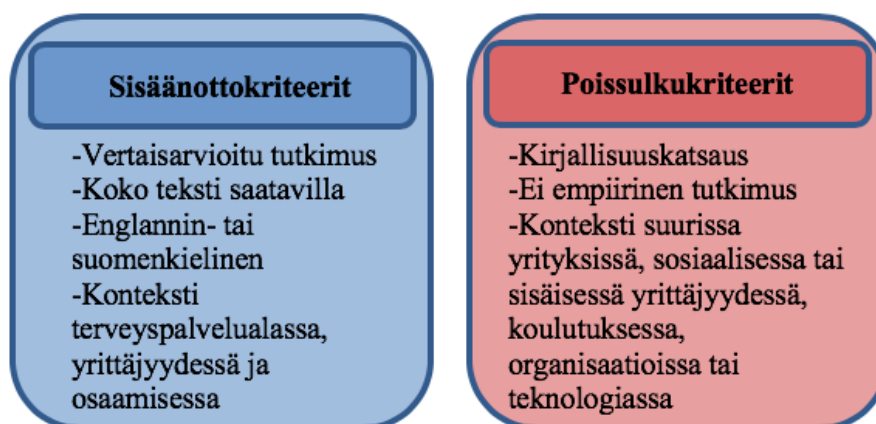 Sisäänottokriteerit
-Vertaisarvioitu tutkimus
-Koko teksti saatavilla
-Englannin- tai
suomenkielinen
-Konteksti
terveyspalvelualassa,
yrittäjyydessä ja
osaamisessa
Poissulkukriteerit
-Kirjallisuuskatsaus
-Ei empiirinen tutkimus
-Konteksti suurissa
yrityksissä, sosiaalisessa tai
sisäisessä yrittäjyydessä,
koulutuksessa,
organisaatioissa tai
teknologiassa